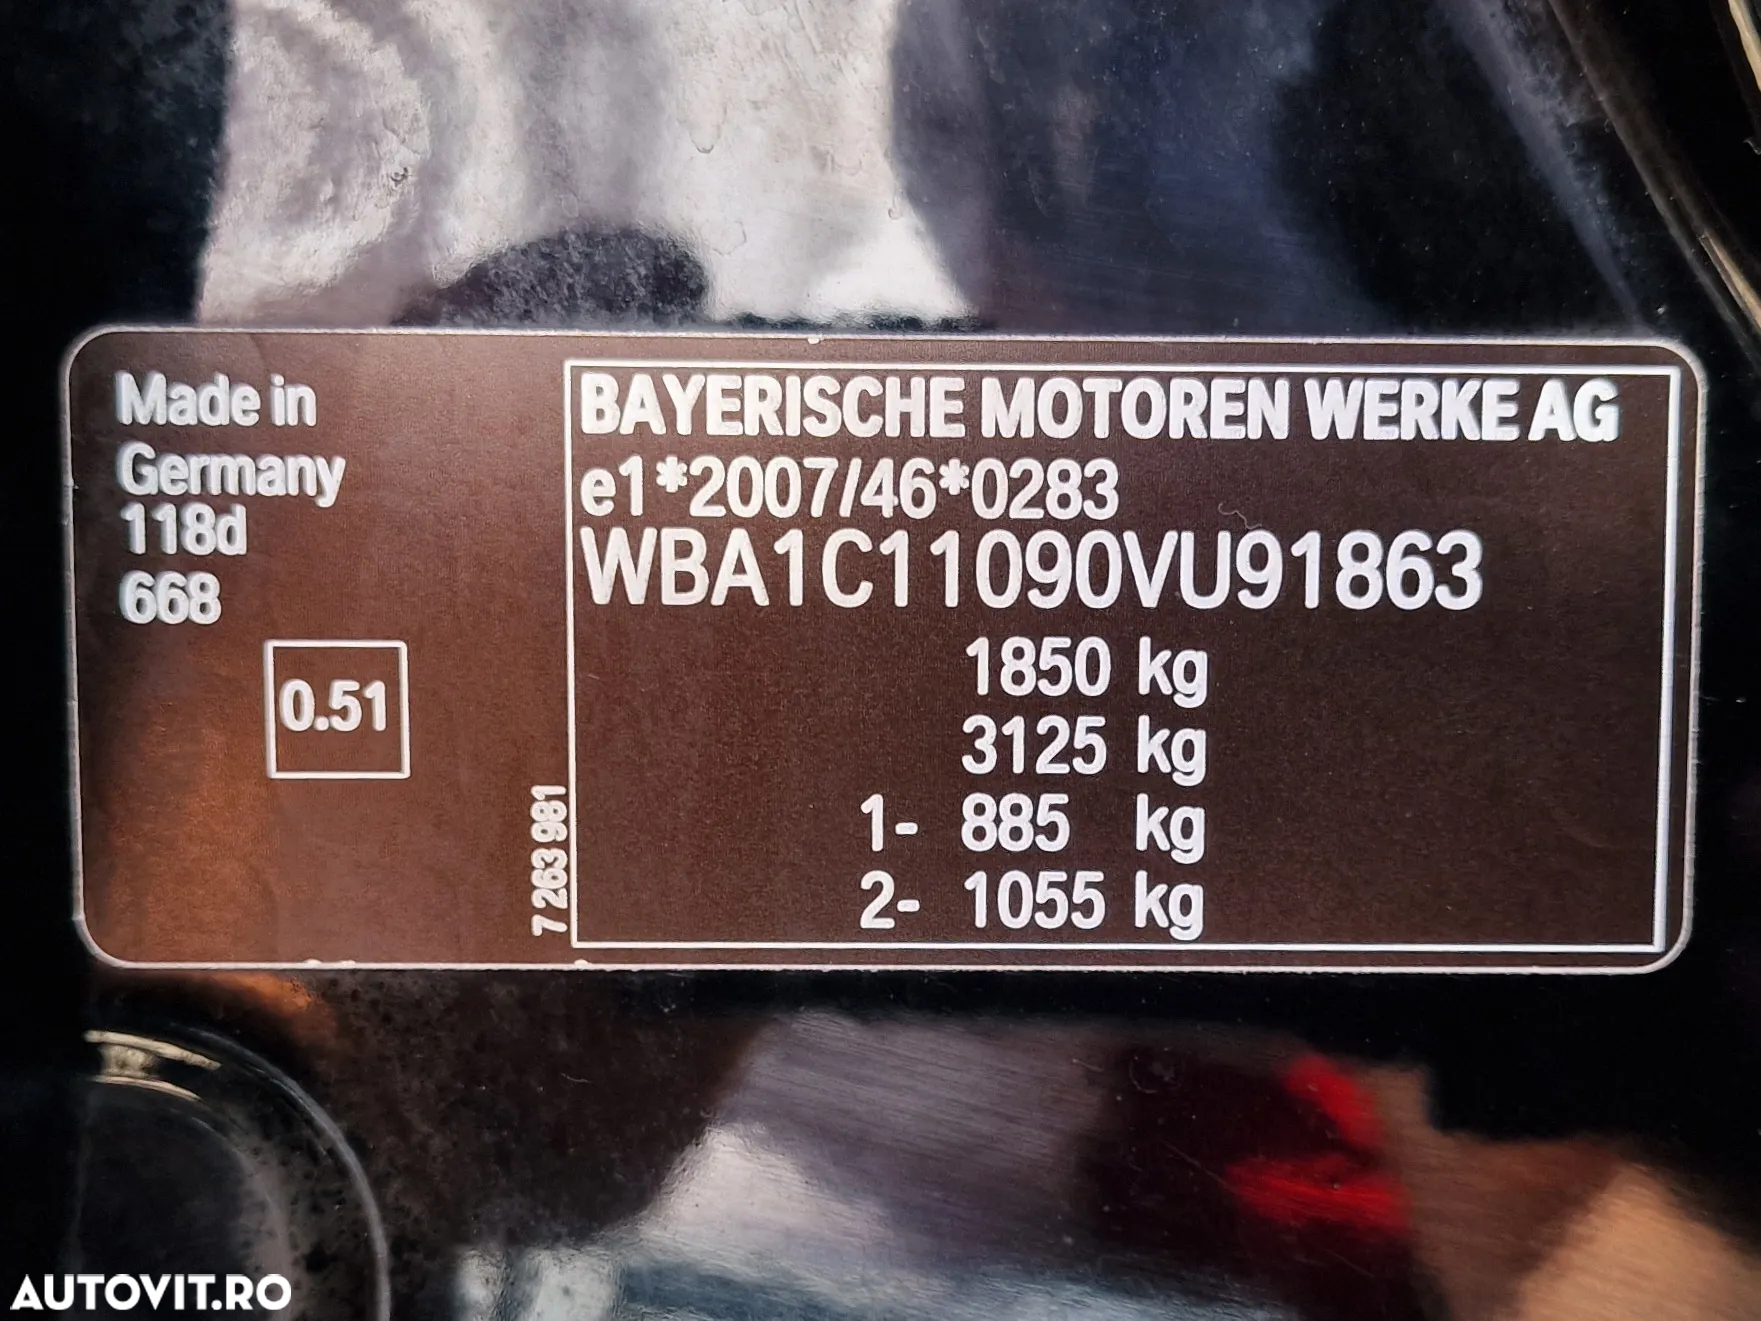 Made in
Germany
118d
668
0.51
7 263 981
BAYERISCHE MOTOREN WERKE AG
e1*2007/46*0283
WBA1C11090VU91863
1850 kg
3125 kg
1- 885 kg
2- 1055 kg
AUTOVIT.RO